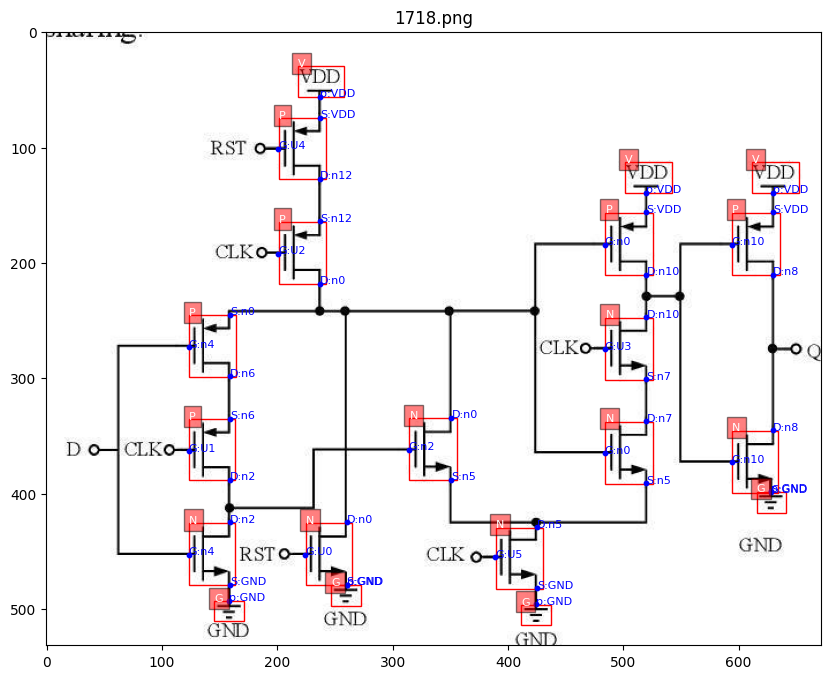 1718.png
sharing.
V
VDD
p:VDD
P
S:VDD
RST
G:U4
D:n12
P
S:n12
CLK
G:U2
D:n0
V
VDD
p:VDD
P
S:VDD
G:n0
D:n10
V
VDD
p:VDD
P
S:VDD
G:n10
D:n8
P
S:n0
G:n4
D:n6
N
D:n10
CLK
G:U3
S:n7
Q
P
S:n6
D
CLK
G:U1
D:n2
N
D:n0
G:n2
S:n5
N
D:n7
G:n0
S:n5
N
D:n8
G:n10
S:GND
G
GND
N
D:n2
G:n4
S:GND
G
p:GND
GND
N
D:n0
RST
G:U0
S:GND
G
GND
N
D:n5
CLK
G:U5
S:GND
G
p:GND
GND
0
100
200
300
400
500
0
100
200
300
400
500
600